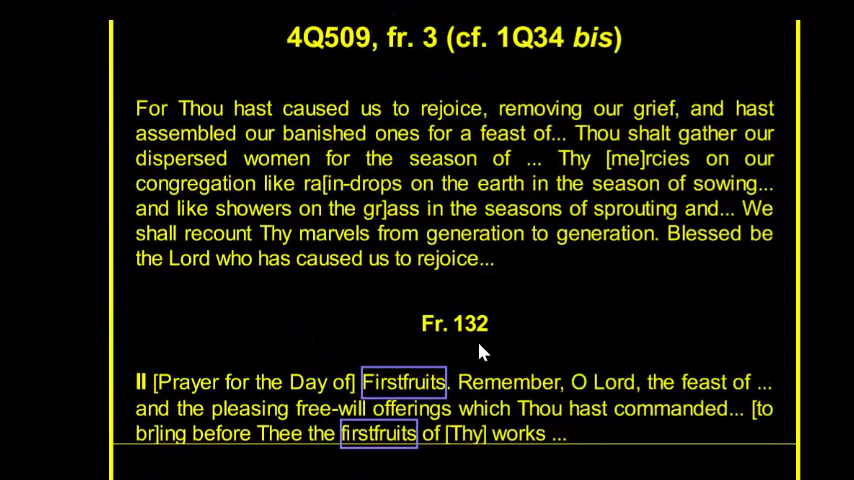 4Q509, fr. 3 (cf. 1Q34 bis)
For Thou hast caused us to rejoice, removing our grief, and hast
assembled our banished ones for a feast of... Thou shalt gather our
dispersed women for the season of ... Thy [me]rcies on our
congregation like ra[in-drops on the earth in the season of sowing...
and like showers on the gr]ass in the seasons of sprouting and... We
shall recount Thy marvels from generation to generation. Blessed be
the Lord who has caused us to rejoice...
Fr. 132
II [Prayer for the Day of] Firstfruits. Remember, O Lord, the feast of ...
and the pleasing free-will offerings which Thou hast commanded... [to
br]ing before Thee the firstfruits of [Thy] works ...